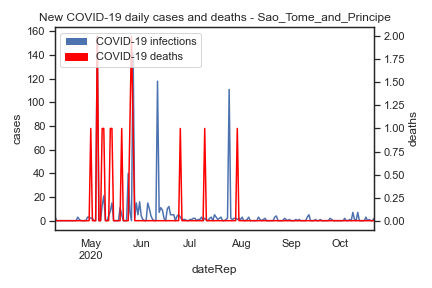 New COVID-19 daily cases and deaths - Sao_Tome_and_Principe
COVID-19 infections
COVID-19 deaths
160
140
120
100
80
60
40
20
0
cases
2.00
1.75
1.50
1.25
1.00
0.75
0.50
0.25
0.00
deaths
May Jun Jul Aug Sep Oct
2020
dateRep